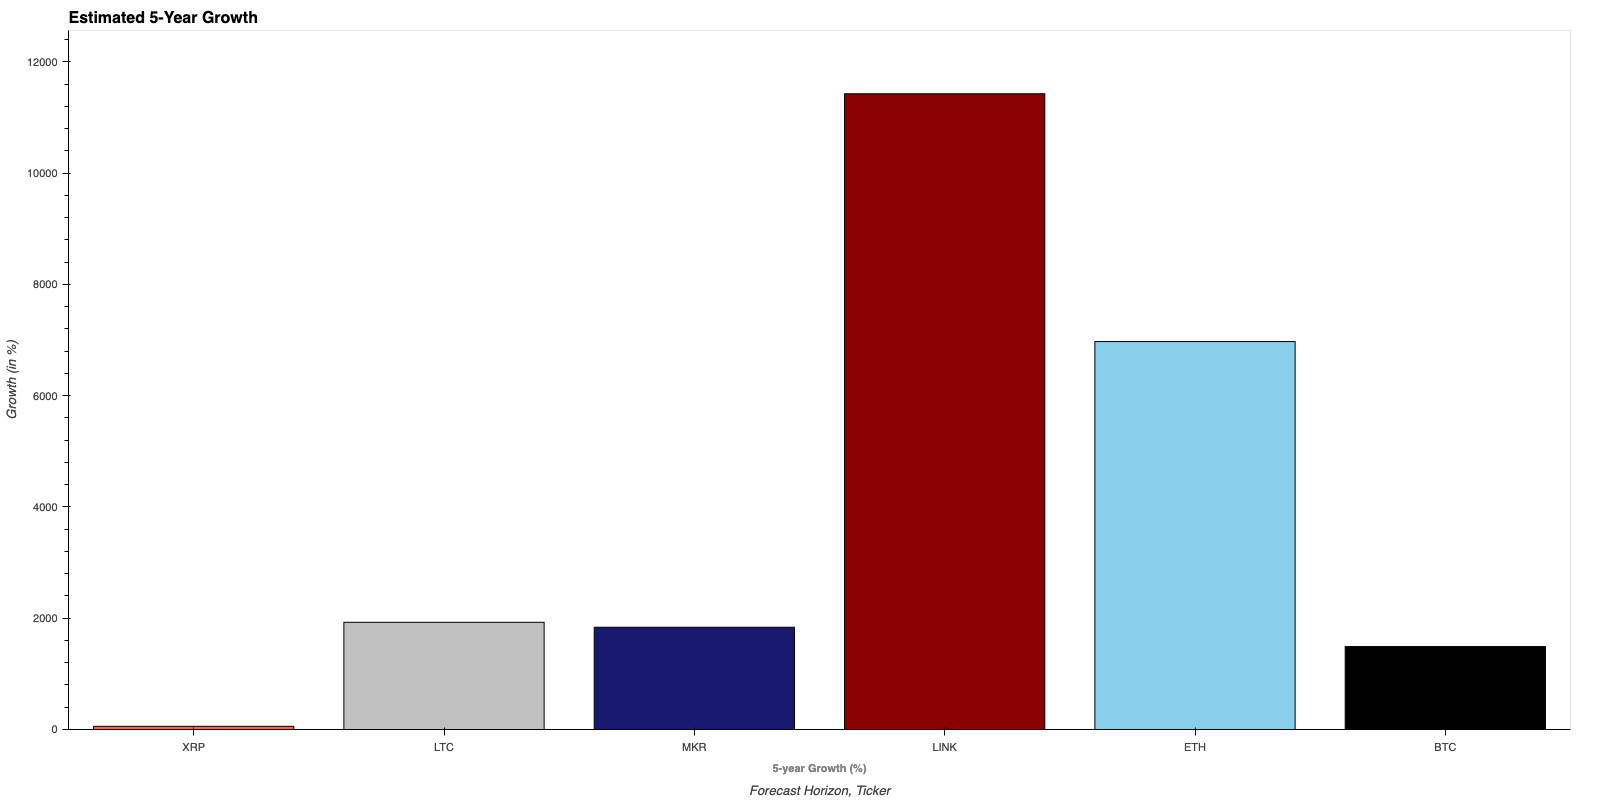 Estimated 5-Year Growth
12000
10000
8000
6000
4000
2000
0
Growth (in %)
XRP LTC MKR LINK ETH BTC
5-year Growth (%)
Forecast Horizon, Ticker